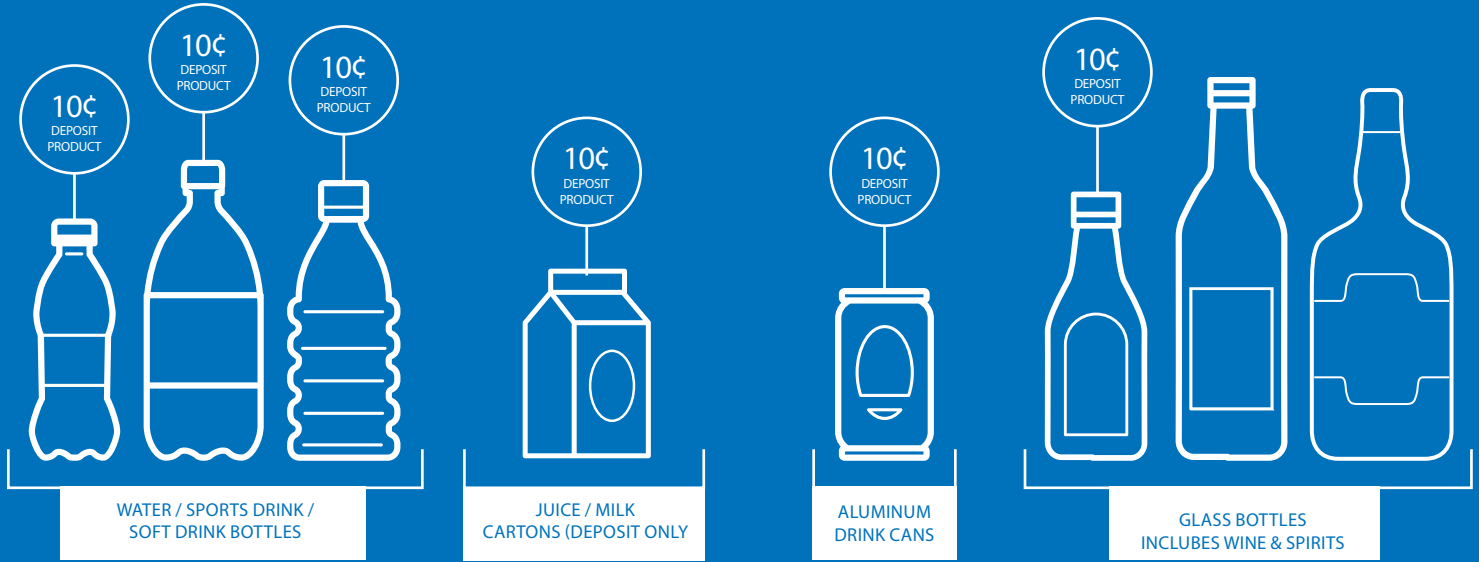 10¢
DEPOSIT
PRODUCT
10¢
DEPOSIT
PRODUCT
10¢
DEPOSIT
PRODUCT
10¢
DEPOSIT
PRODUCT
10¢
DEPOSIT
PRODUCT
10¢
DEPOSIT
PRODUCT
WATER / SPORTS DRINK /
SOFT DRINK BOTTLES
JUICE / MILK
CARTONS (DEPOSIT ONLY
ALUMINUM
DRINK CANS
GLASS BOTTLES
INCLUBES WINE & SPIRITS